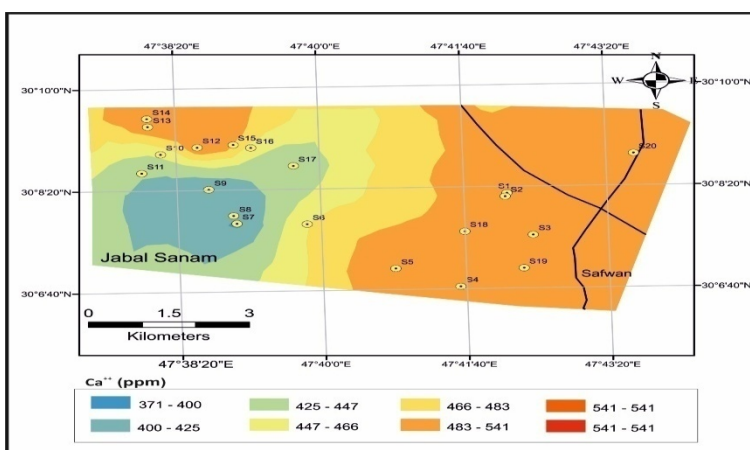 47°38'20"E 47°40'0"E 47°41'40"E 47°43'20"E
N
W E
S
30°10'0"N 30°10'0"N
S14
S13
S12 S15 S16
S10
S11
S17
S20
30°8'20"N 30°8'20"N
S9
S1
S2
S8
S7
S6
S18 S3
Jabal Sanam
S5 S19
Safwan
S4
30°6'40"N 30°6'40"N
0 1.5 3
Kilometers
47°38'20"E 47°40'0"E 47°41'40"E 47°43'20"E
Ca⁺⁺ (ppm)
371 - 400 425 - 447 466 - 483 541 - 541
400 - 425 447 - 466 483 - 541 541 - 541